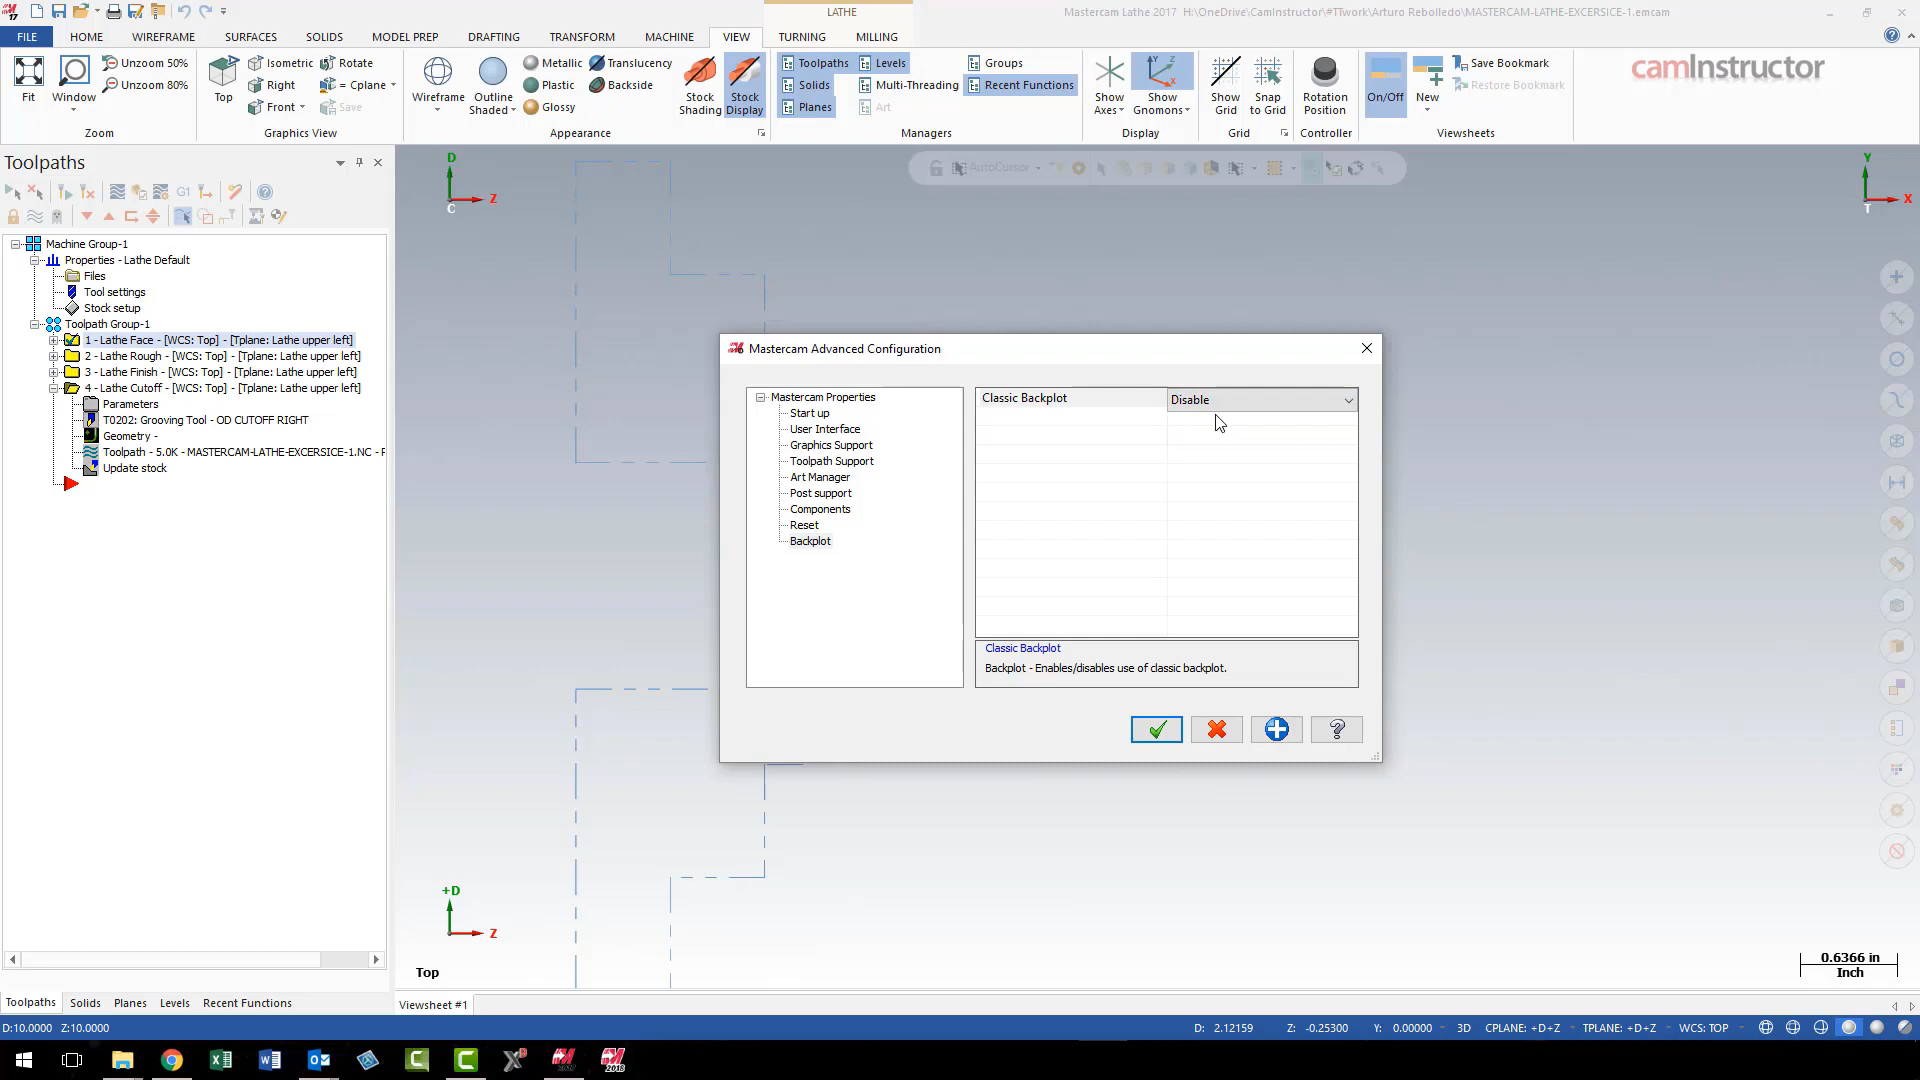 LATHE
Mastercam Lathe 2017 H:\OneDrive\CamInstructor\#TTwork\Arturo Rebolledo\MASTERCAM-LATHE-EXCERSICE-1.emcam
FILE HOME WIREFRAME SURFACES SOLIDS MODEL PREP DRAFTING TRANSFORM MACHINE VIEW TURNING MILLING
Fit
Window
Unzoom 50%
Unzoom 80%
Zoom
Top
Isometric
Right
Front
Rotate
= Cplane
Save
Graphics View
Wireframe
Outline
Shaded
Metallic
Plastic
Glossy
Translucency
Backside
Stock
Shading
Stock
Display
Appearance
Toolpaths
Solids
Planes
Levels
Multi-Threading
Art
Groups
Recent Functions
Managers
Show
Axes
Show
Gnomons
Display
Show
Grid
Snap
to Grid
Grid
Rotation
Position
Controller
On/Off
New
Save Bookmark
Restore Bookmark
Viewsheets
camInstructor
Toolpaths
G1
Machine Group-1
Properties - Lathe Default
Files
Tool settings
Stock setup
Toolpath Group-1
1 - Lathe Face - [WCS: Top] - [Tplane: Lathe upper left]
2 - Lathe Rough - [WCS: Top] - [Tplane: Lathe upper left]
3 - Lathe Finish - [WCS: Top] - [Tplane: Lathe upper left]
4 - Lathe Cutoff - [WCS: Top] - [Tplane: Lathe upper left]
Parameters
T0202: Grooving Tool - OD CUTOFF RIGHT
Geometry -
Toolpath - 5.0K - MASTERCAM-LATHE-EXCERSICE-1.NC - P
Update stock
D
Z
C
AutoCursor
Y
X
T
Mastercam Advanced Configuration
Mastercam Properties
Start up
User Interface
Graphics Support
Toolpath Support
Art Manager
Post support
Components
Reset
Backplot
Classic Backplot Disable
Classic Backplot
Backplot - Enables/disables use of classic backplot.
+D
Z
Top
0.6366 in
Inch
Toolpaths Solids Planes Levels Recent Functions
Viewsheet #1
D:10.0000 Z:10.0000
D: 2.12159 Z: -0.25300 Y: 0.00000 3D CPLANE: +D+Z TPLANE: +D+Z WCS: TOP